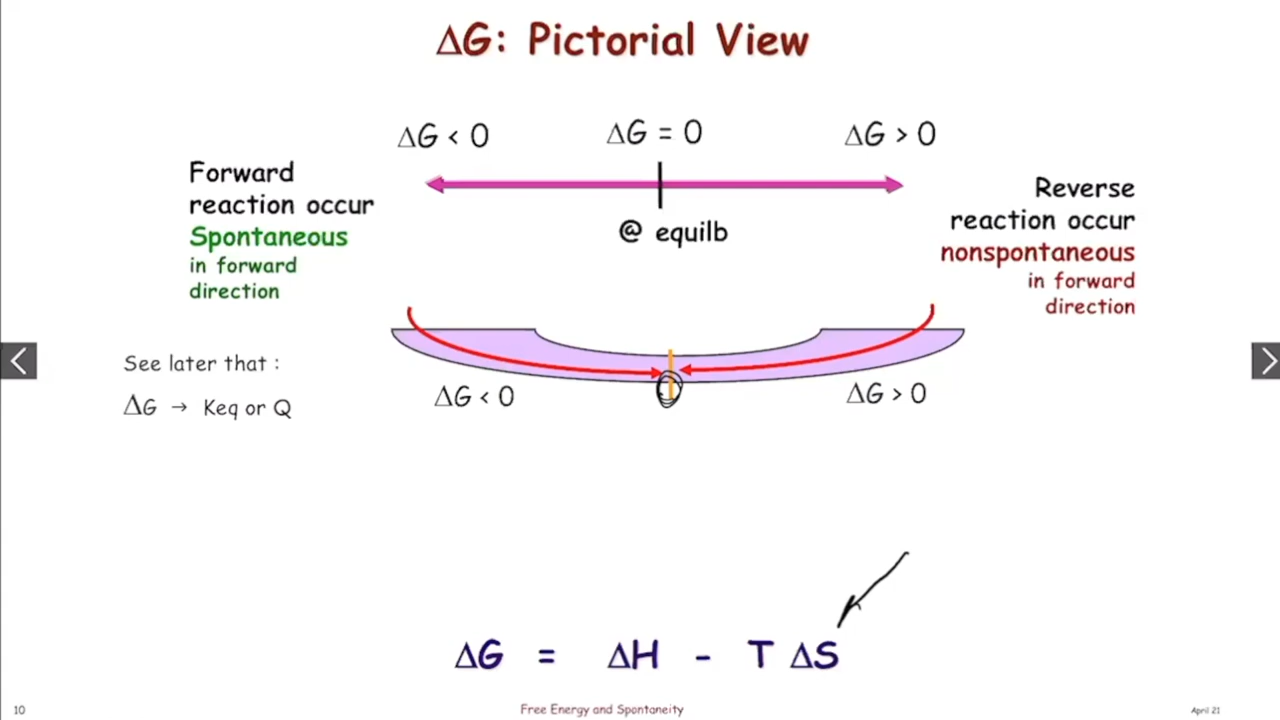 ΔG: Pictorial View
ΔG < 0
ΔG = 0
ΔG > 0
Forward
reaction occur
Spontaneous
in forward
direction
@ equilb
Reverse
reaction occur
nonspontaneous
in forward
direction
See later that :
ΔG → Keq or Q
ΔG < 0
ΔG > 0
ΔG = ΔH - T ΔS
10
Free Energy and Spontaneity
April 21